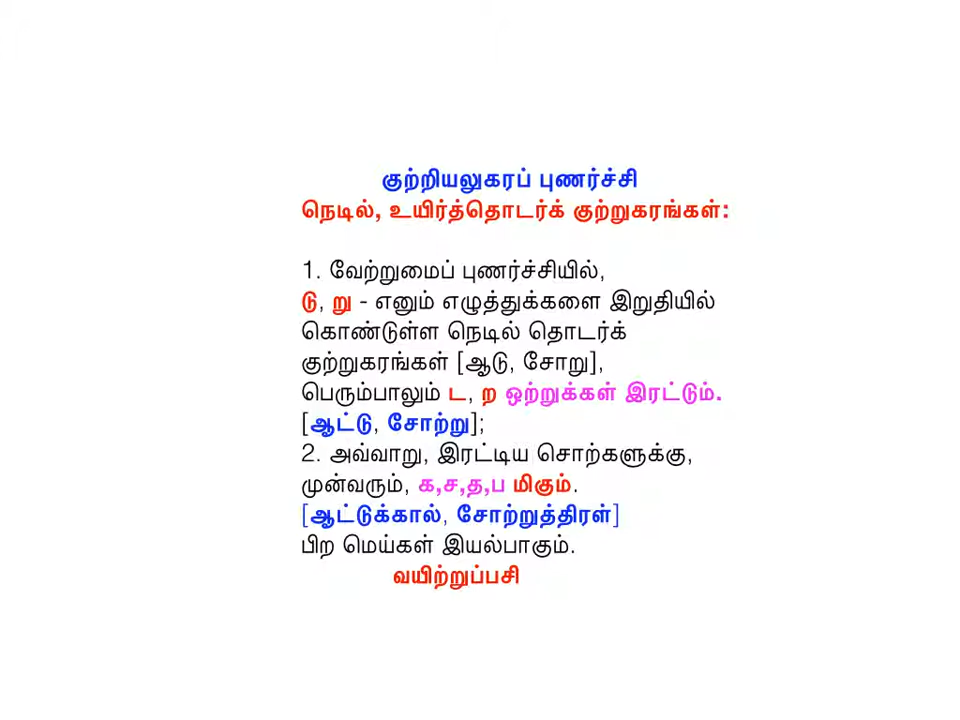 குற்றியலுகரப் புணர்ச்சி
நெடில், உயிர்த்தொடர்க் குற்றுகரங்கள்:
1. வேற்றுமைப் புணர்ச்சியில்,
டு, று - எனும் எழுத்துக்களை இறுதியில்
கொண்டுள்ள நெடில் தொடர்க்
குற்றுகரங்கள் [ஆடு, சோறு],
பெரும்பாலும் ட, ற ஒற்றுக்கள் இரட்டும்.
[ஆட்டு, சோற்று];
2. அவ்வாறு, இரட்டிய சொற்களுக்கு,
முன்வரும், க,ச,த,ப மிகும்.
[ஆட்டுக்கால், சோற்றுத்திரள்]
பிற மெய்கள் இயல்பாகும்.
வயிற்றுப்பசி